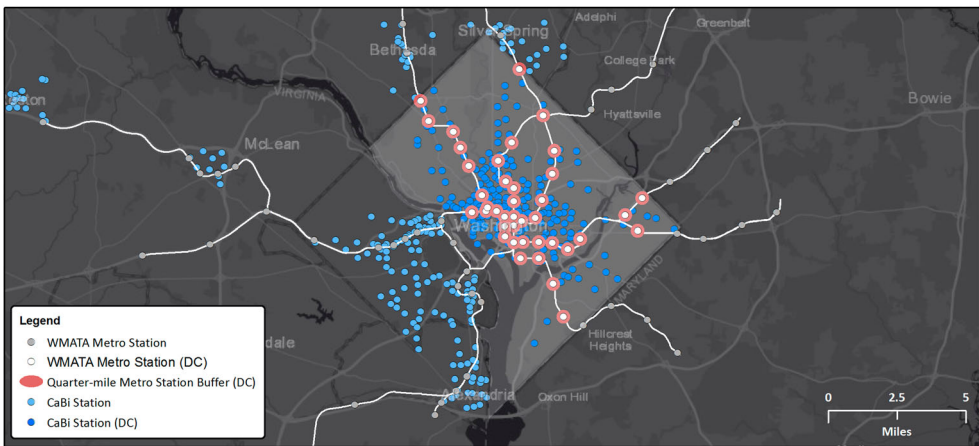 Adelphi
Silver Spring
Greenbelt
Bethesda
College Park
VIRGINIA
Hyattsville
Bowie
McLean
Washington
MARYLAND
Legend
WMATA Metro Station
WMATA Metro Station (DC)
Quarter-mile Metro Station Buffer (DC)
CaBi Station
CaBi Station (DC)
Hillcrest
Heights
Alexandria
Oxon Hill
0 2.5 5
Miles